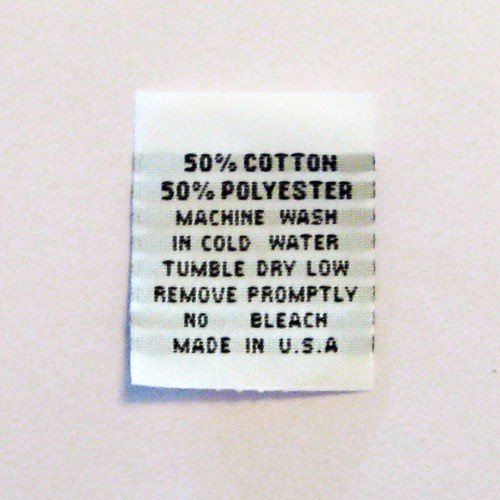 50% COTTON
50% POLYESTER
MACHINE WASH
IN COLD WATER
TUMBLE DRY LOW
REMOVE PROMPTLY
NO BLEACH
MADE IN U.S.A